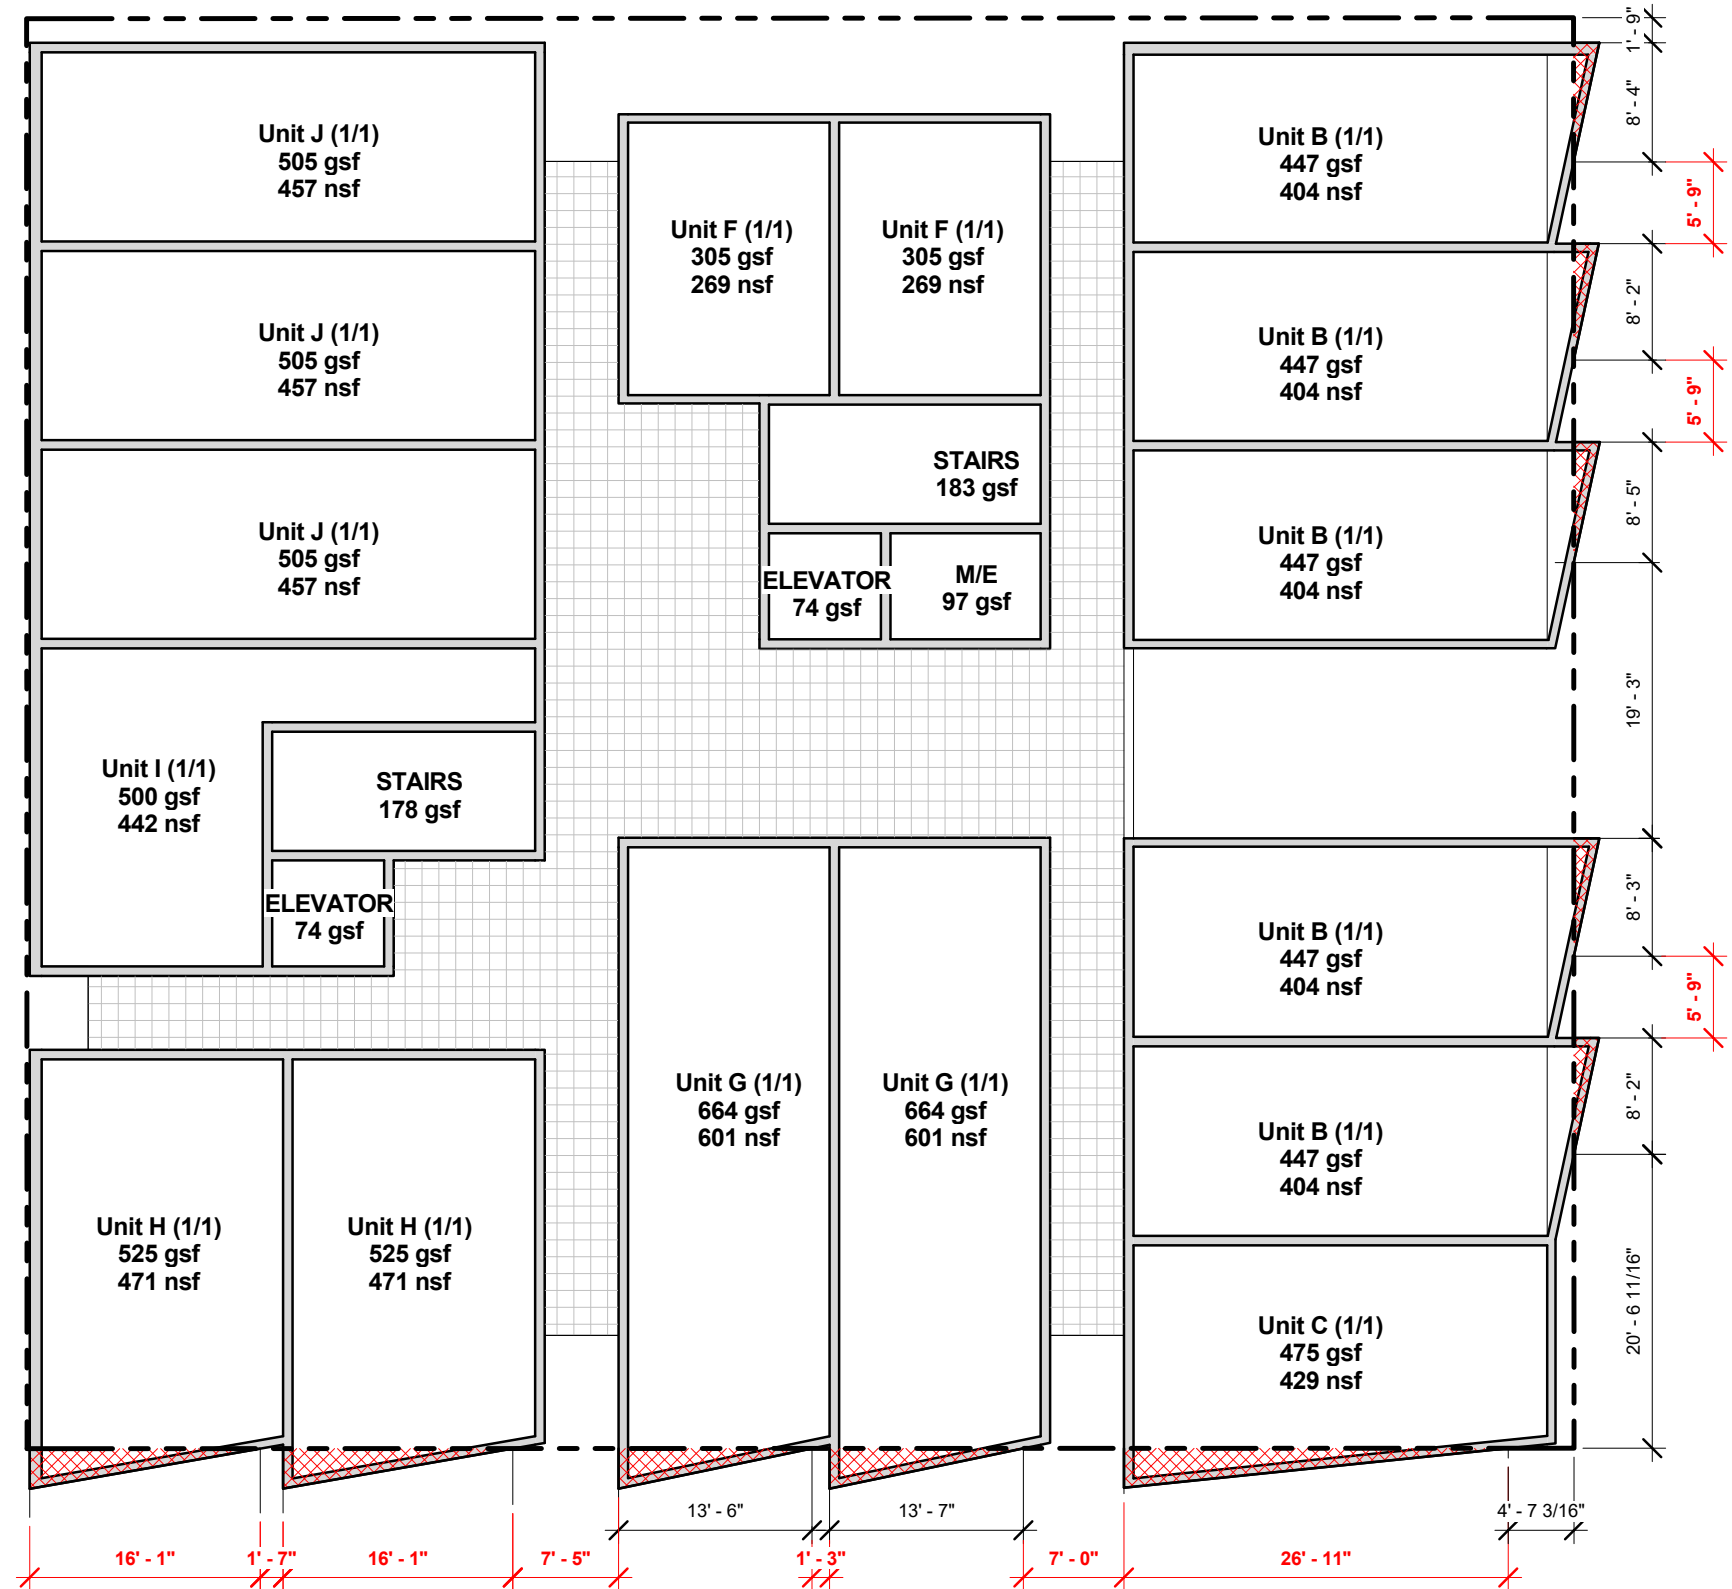 1' - 9"
8' - 4"
5' - 9"
8' - 2"
5' - 9"
8' - 5"
19' - 3"
8' - 3"
5' - 9"
8' - 2"
20' - 6 11/16"
Unit J (1/1)
505 gsf
457 nsf
Unit F (1/1)
305 gsf
269 nsf
Unit F (1/1)
305 gsf
269 nsf
Unit B (1/1)
447 gsf
404 nsf
Unit J (1/1)
505 gsf
457 nsf
Unit B (1/1)
447 gsf
404 nsf
STAIRS
183 gsf
Unit J (1/1)
505 gsf
457 nsf
ELEVATOR
74 gsf
M/E
97 gsf
Unit B (1/1)
447 gsf
404 nsf
Unit I (1/1)
500 gsf
442 nsf
STAIRS
178 gsf
ELEVATOR
74 gsf
Unit B (1/1)
447 gsf
404 nsf
Unit G (1/1)
664 gsf
601 nsf
Unit G (1/1)
664 gsf
601 nsf
Unit B (1/1)
447 gsf
404 nsf
Unit H (1/1)
525 gsf
471 nsf
Unit H (1/1)
525 gsf
471 nsf
Unit C (1/1)
475 gsf
429 nsf
13' - 6"
13' - 7"
4' - 7 3/16"
16' - 1"
1' - 7"
16' - 1"
7' - 5"
1' - 3"
7' - 0"
26' - 11"